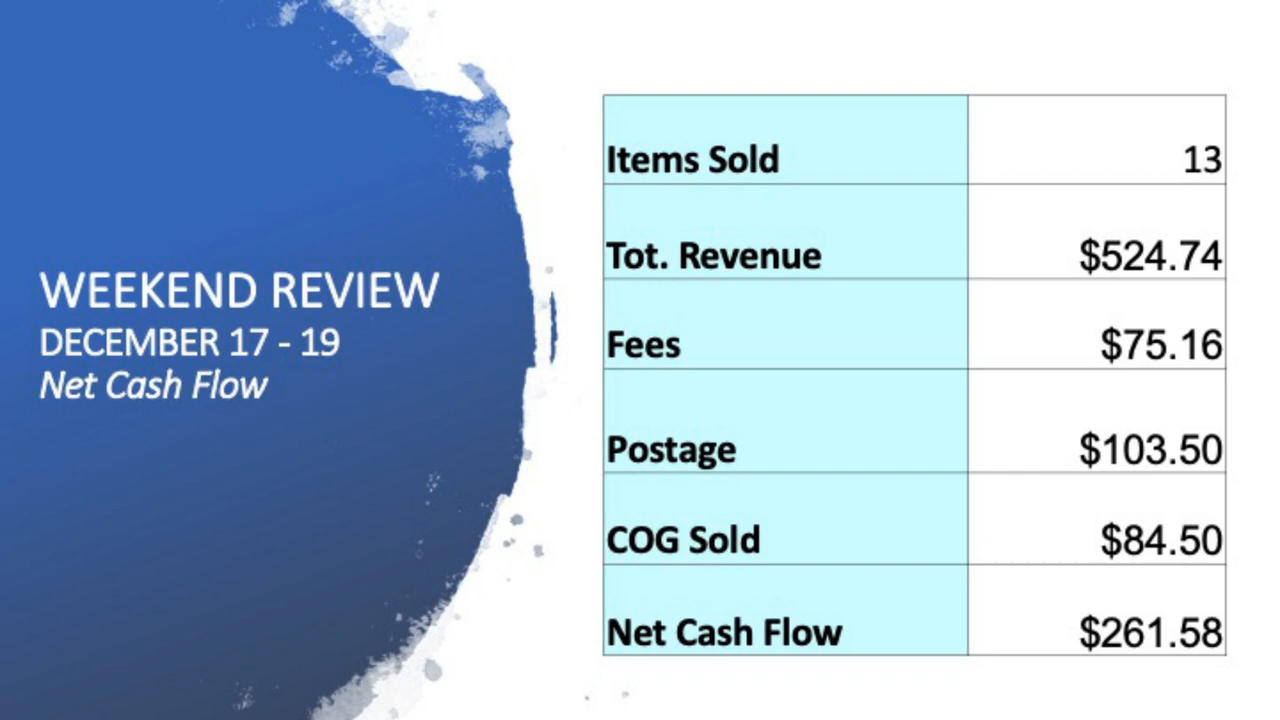 WEEKEND REVIEW
DECEMBER 17 - 19
Net Cash Flow
Items Sold 13
Tot. Revenue $524.74
Fees $75.16
Postage $103.50
COG Sold $84.50
Net Cash Flow $261.58